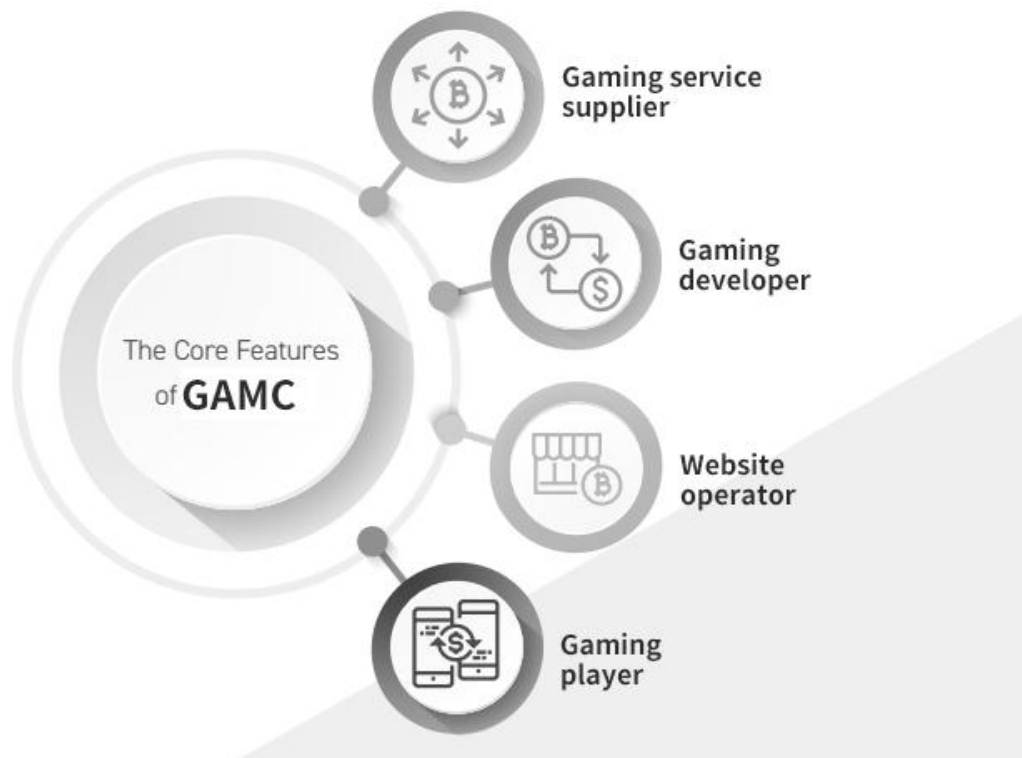 Gaming service
supplier
Gaming
developer
The Core Features
of GAMC
Website
operator
Gaming
player